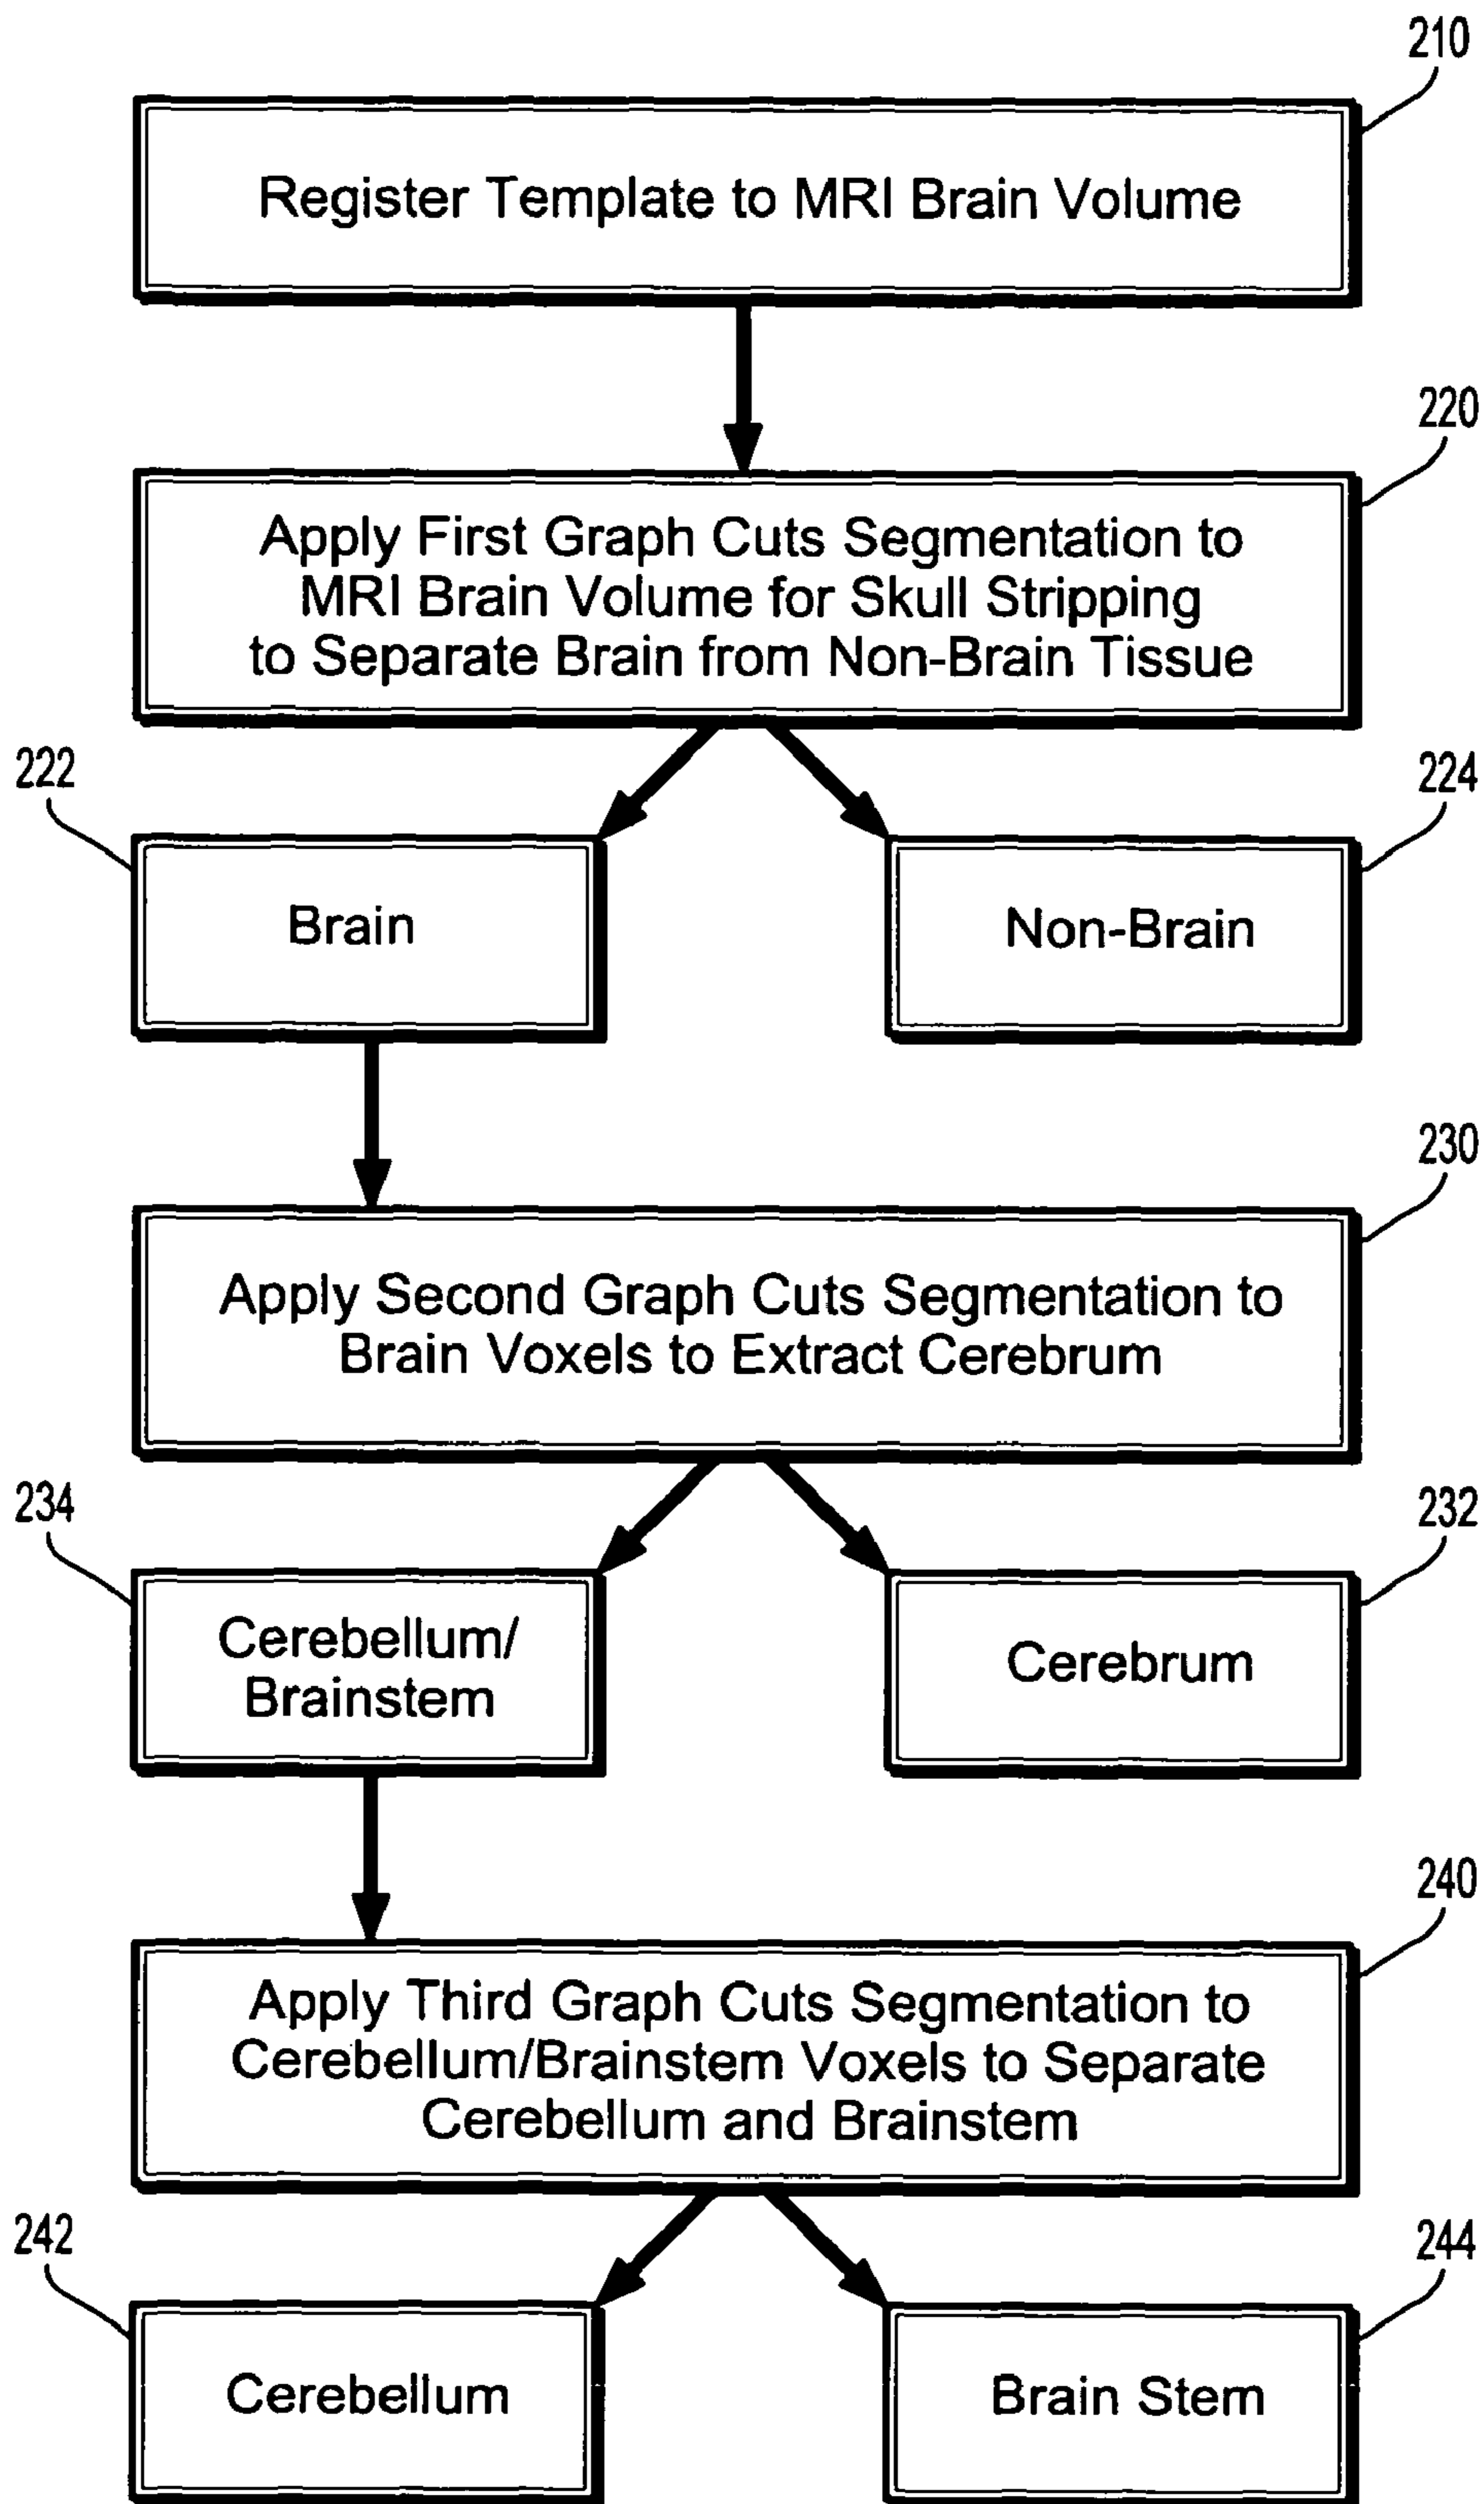 210
Register Template to MRI Brain Volume
220
Apply First Graph Cuts Segmentation to
MRI Brain Volume for Skull Stripping
to Separate Brain from Non-Brain Tissue
222
224
Brain
Non-Brain
230
Apply Second Graph Cuts Segmentation to
Brain Voxels to Extract Cerebrum
234
232
Cerebellum/
Brainstem
Cerebrum
240
Apply Third Graph Cuts Segmentation to
Cerebellum/Brainstem Voxels to Separate
Cerebellum and Brainstem
242
244
Cerebellum
Brain Stem